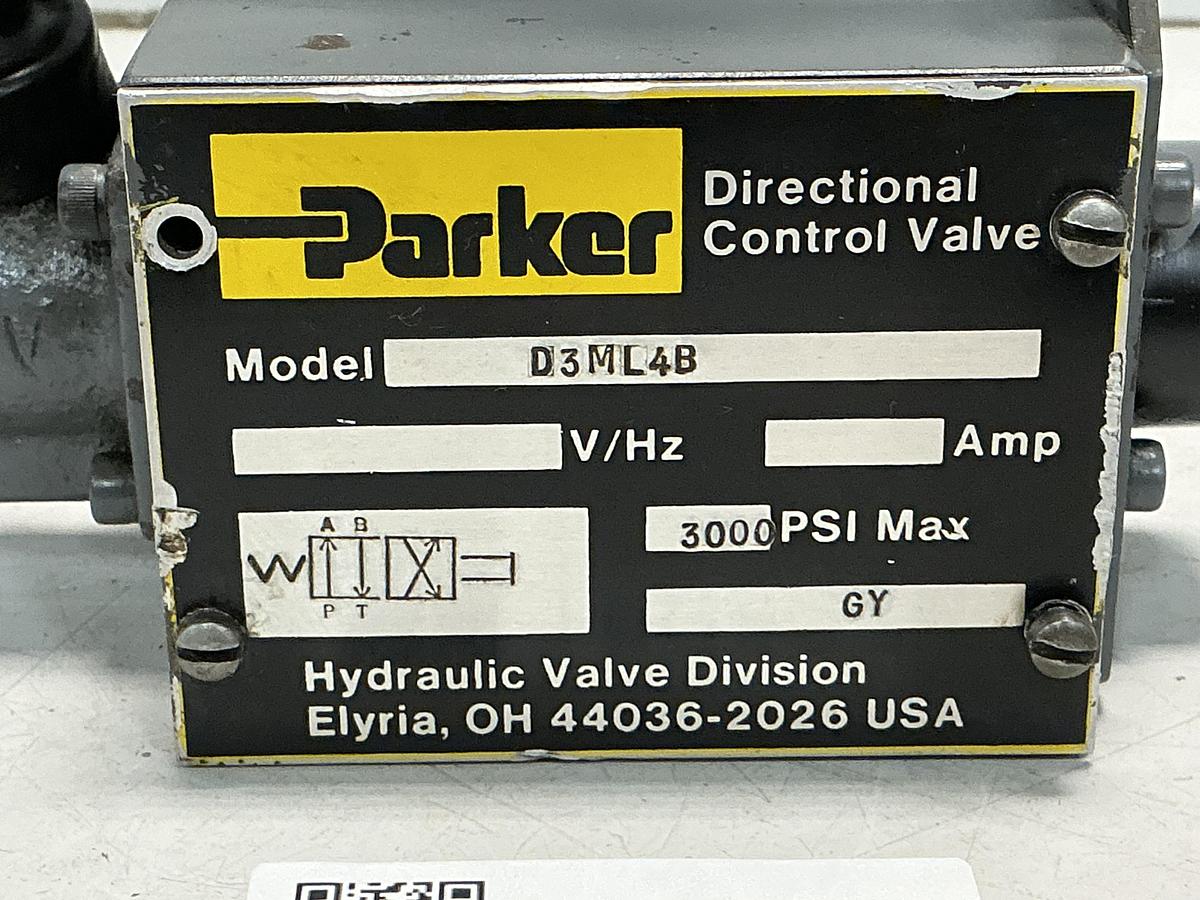 Parker
Directional
Control Valve
Model D3ML4B
V/Hz Amp
A B
P T
3000 PSI Max
GY
Hydraulic Valve Division
Elyria, OH 44036-2026 USA